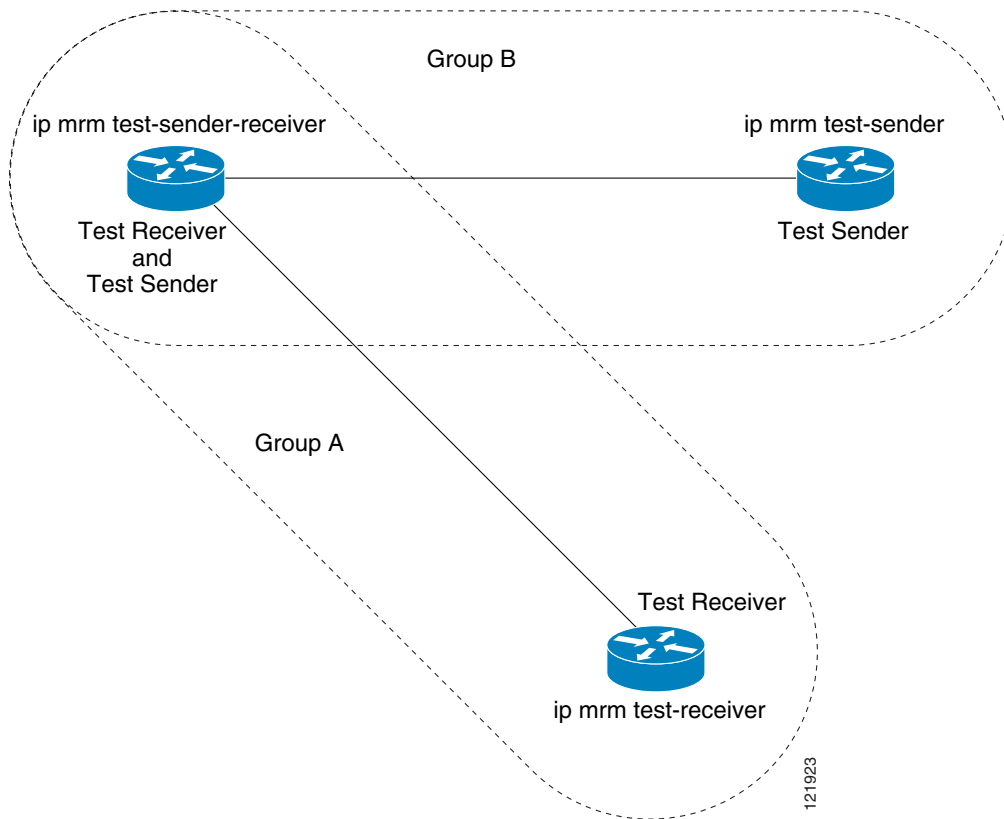 Group B
ip mrm test-sender-receiver
ip mrm test-sender
Test Receiver
and
Test Sender
Test Sender
Group A
Test Receiver
ip mrm test-receiver
121923